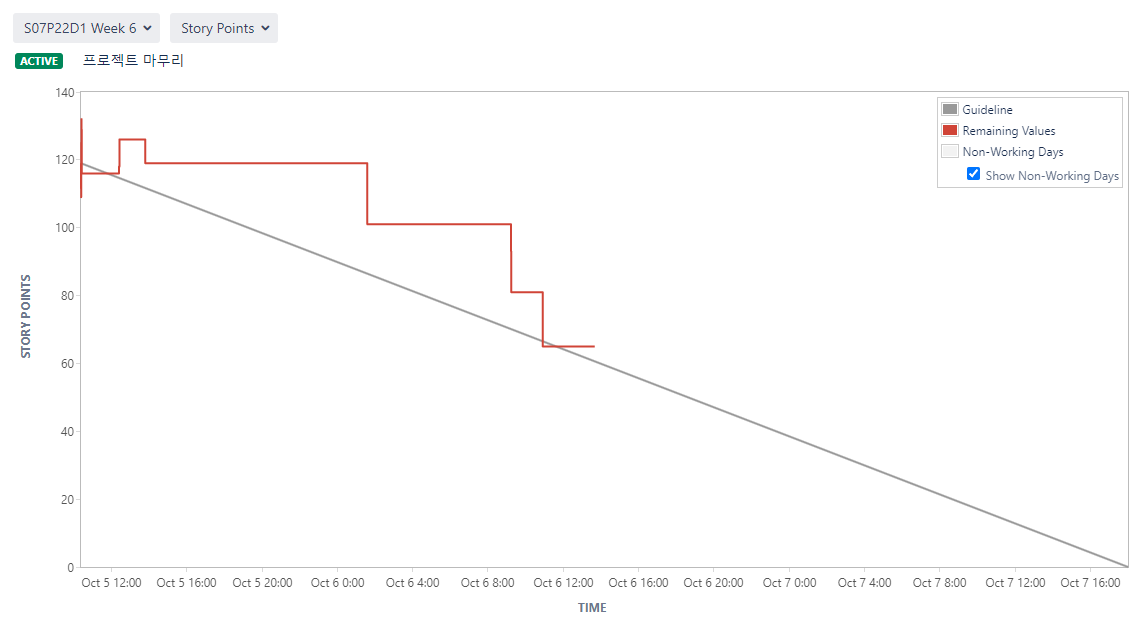 S07P22D1 Week 6 Story Points
ACTIVE 프로젝트 마무리
Guideline
Remaining Values
Non-Working Days
Show Non-Working Days
140
120
100
80
60
40
20
0
STORY POINTS
Oct 5 12:00 Oct 5 16:00 Oct 5 20:00 Oct 6 0:00 Oct 6 4:00 Oct 6 8:00 Oct 6 12:00 Oct 6 16:00 Oct 6 20:00 Oct 7 0:00 Oct 7 4:00 Oct 7 8:00 Oct 7 12:00 Oct 7 16:00
TIME